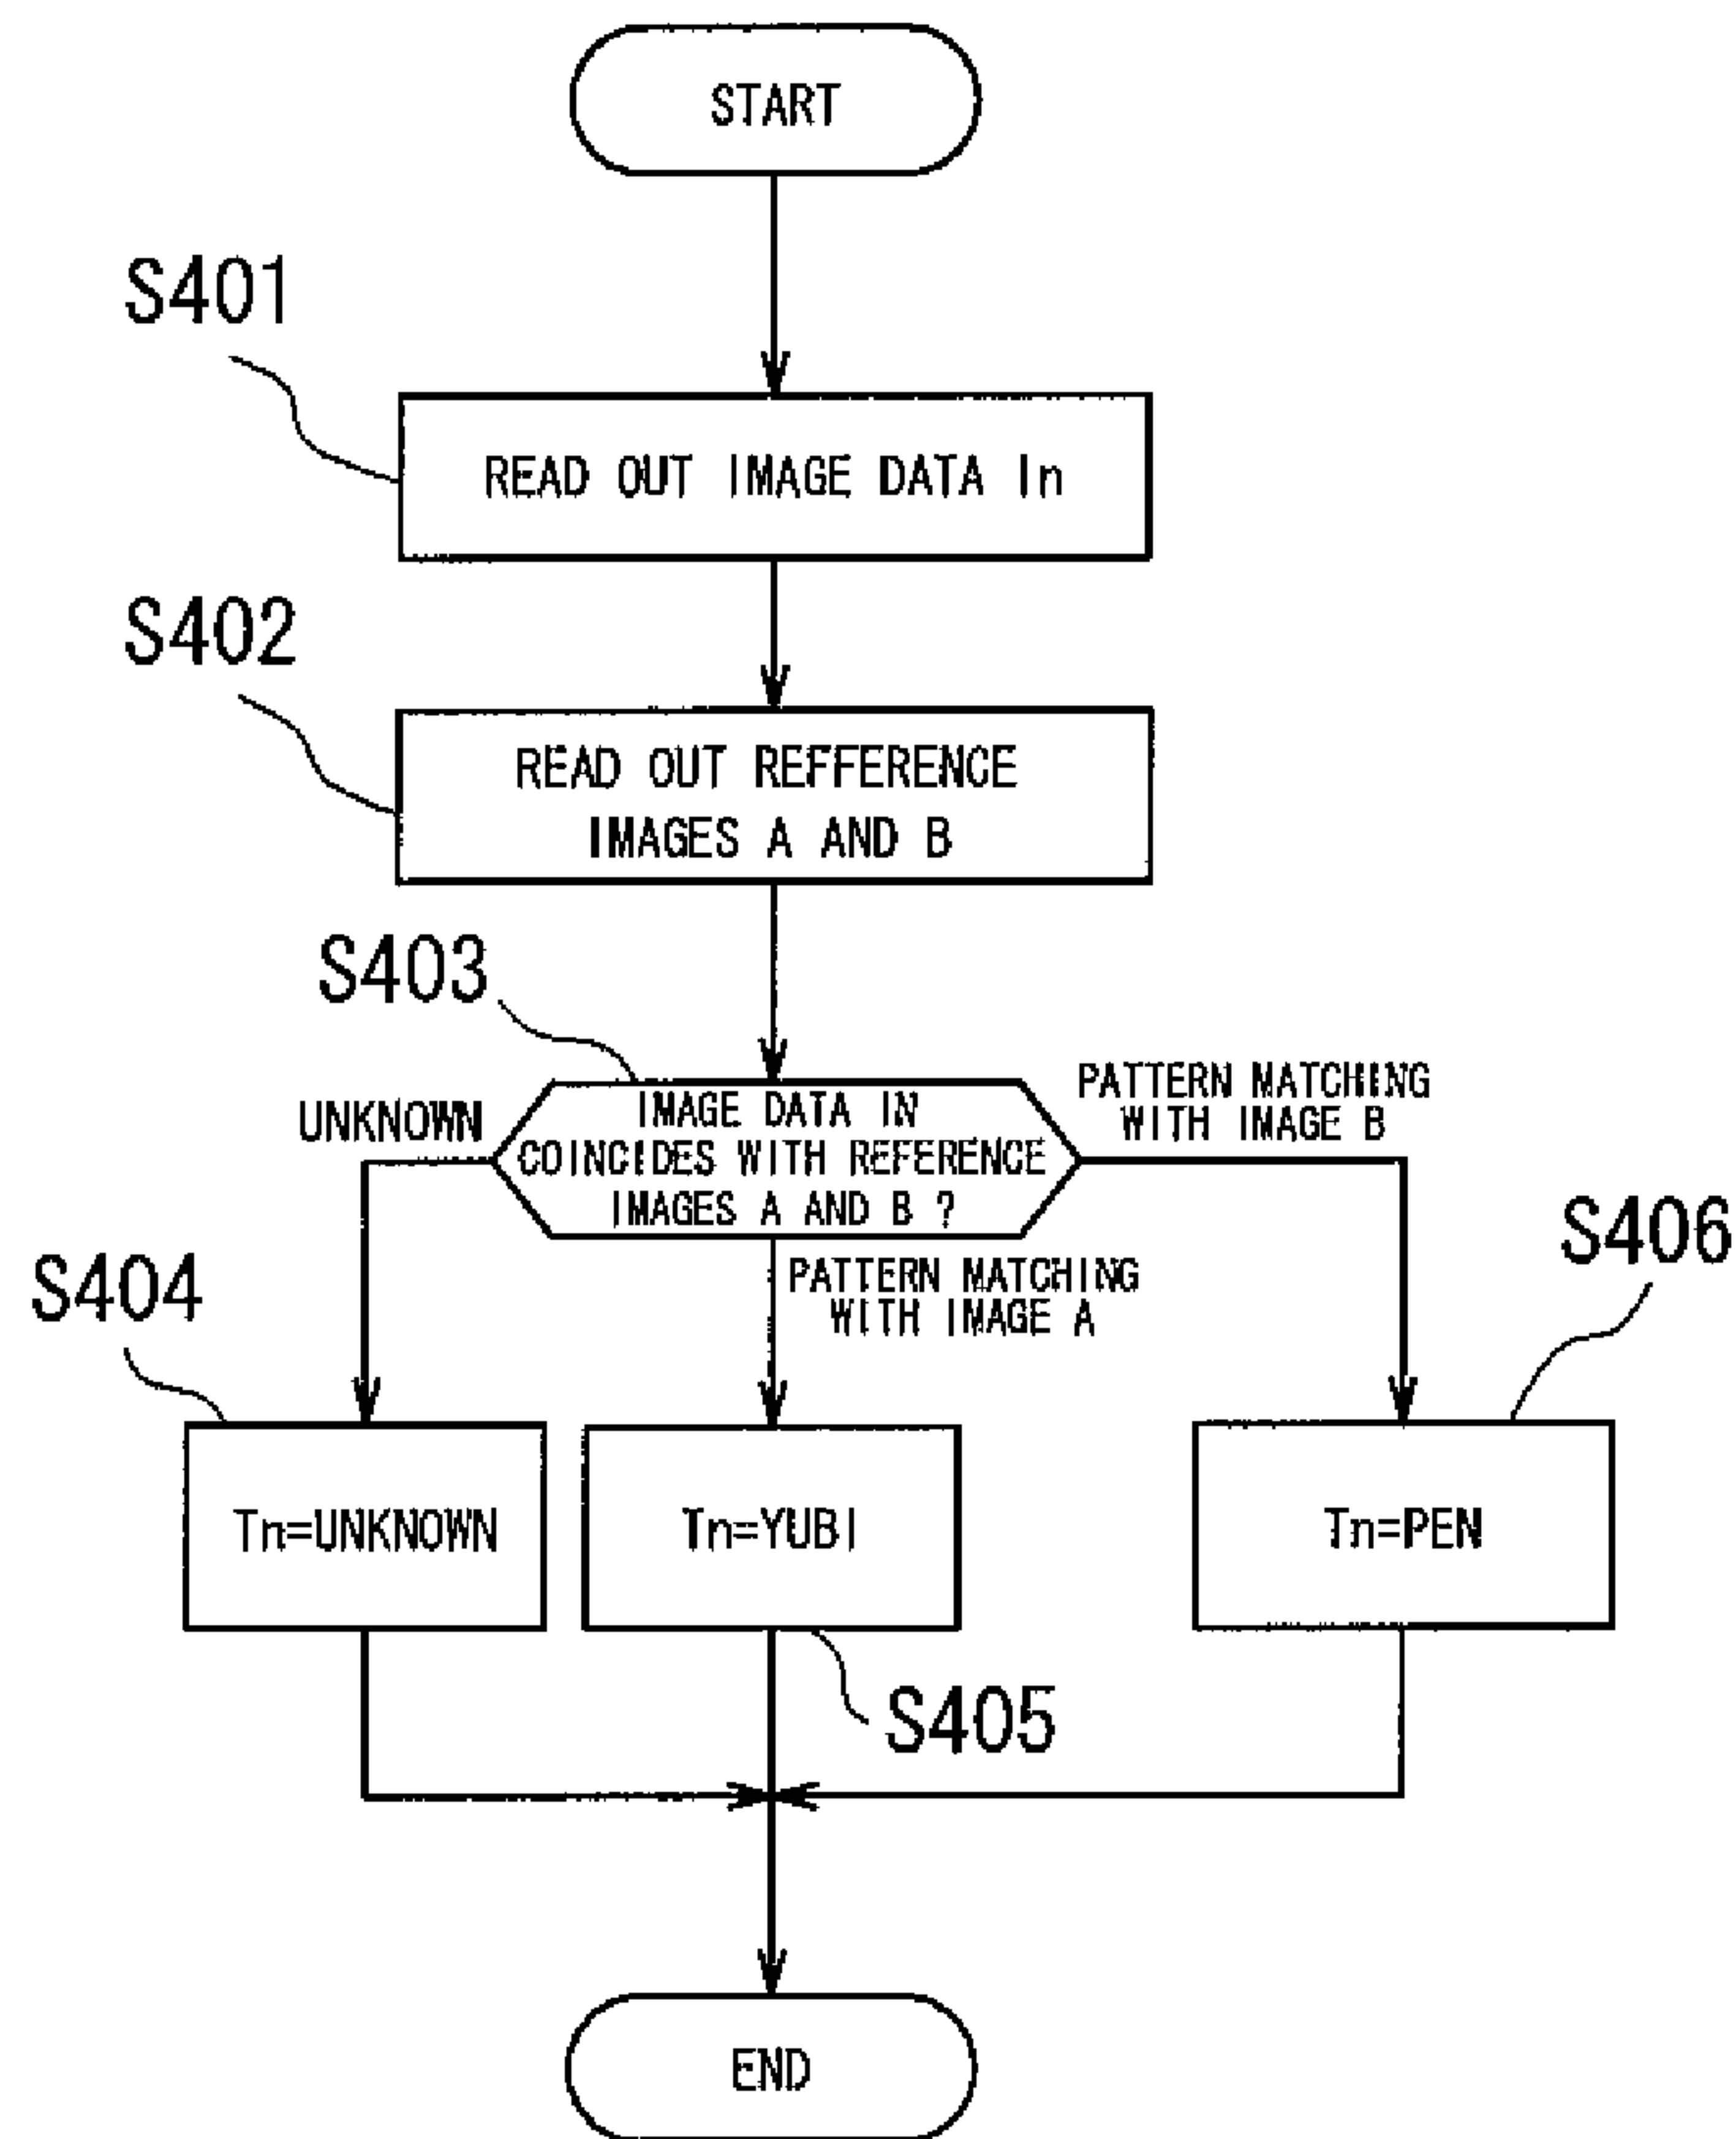 START
S401
READ OUT IMAGE DATA In
S402
READ OUT REFFERENCE
IMAGES A AND B
S403
UNKNOWN
IMAGE DATA IN
COINCIDES WITH REFERENCE
IMAGES A AND B ?
PATTERN MATCHING
WITH IMAGE B
PATTERN MATCHING
WITH IMAGE A
S404
S406
Tn=UNKNOWN
Tn=YUBI
Tn=PEN
S405
END